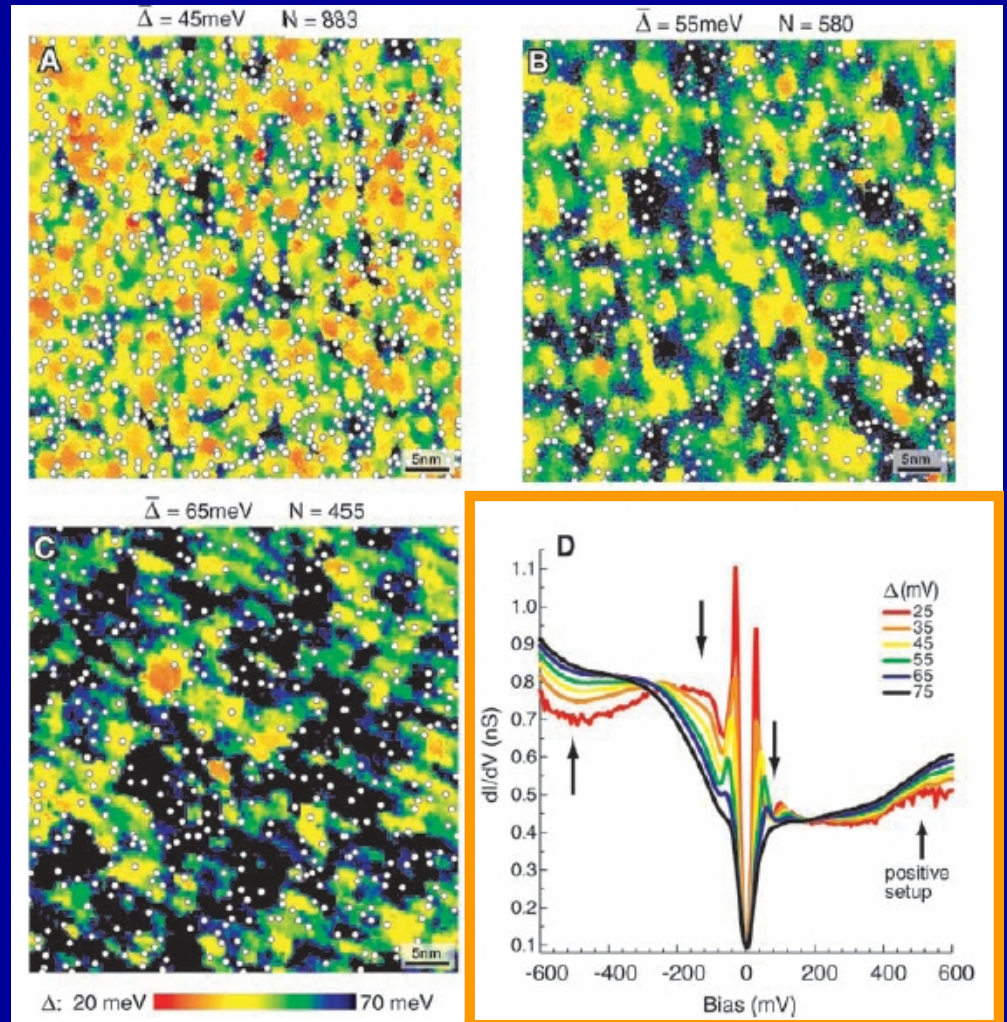 Δ̄ = 45meV N = 883
Δ̄ = 55meV N = 580
A
B
5nm
5nm
Δ̄ = 65meV N = 455
C
5nm
Δ: 20 meV 70 meV
D
Δ (mV)
25
35
45
55
65
75
positive
setup
dI/dV (nS)
1.1
1.0
0.9
0.8
0.7
0.6
0.5
0.4
0.3
0.2
0.1
-600 -400 -200 0 200 400 600
Bias (mV)